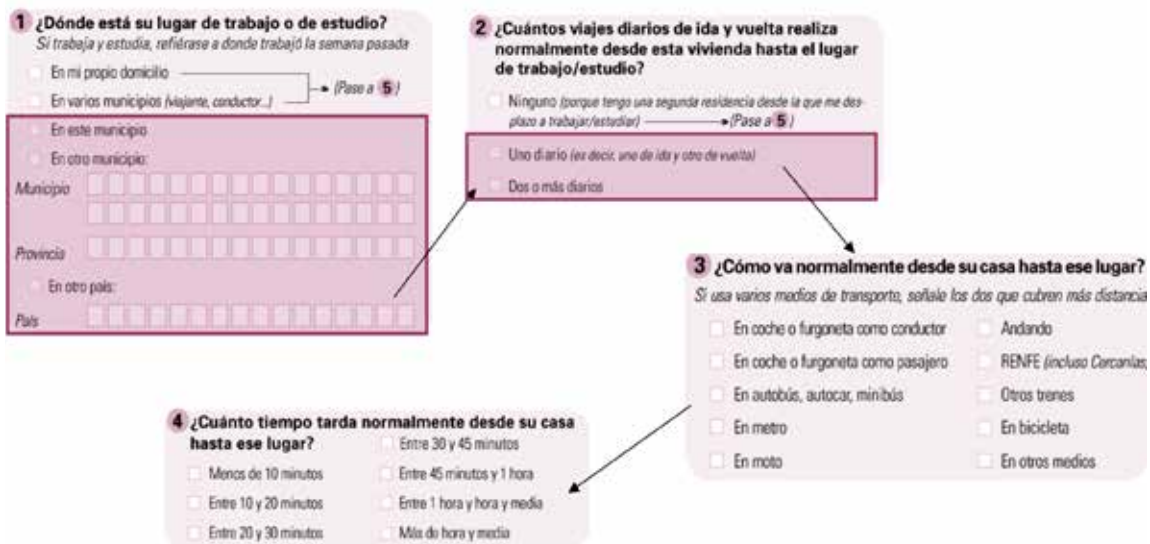 1 ¿Dónde está su lugar de trabajo o de estudio?
Si trabaja y estudia, refiérase a donde trabajó la semana pasada
En mi propio domicilio
En varios municipios (viajante, conductor...)
(Pase a 5)
En este municipio
En otro municipio:
Municipio
Provincia
En otro país:
País
2 ¿Cuántos viajes diarios de ida y vuelta realiza
normalmente desde esta vivienda hasta el lugar
de trabajo/estudio?
Ninguno (porque tengo una segunda residencia desde la que me des-
plazo a trabajar/estudiar) (Pase a 5)
Uno diario (es decir, uno de ida y otro de vuelta)
Dos o más diarios
3 ¿Cómo va normalmente desde su casa hasta ese lugar?
Si usa varios medios de transporte, señale los dos que cubren más distancia
En coche o furgoneta como conductor
En coche o furgoneta como pasajero
En autobús, autocar, minibús
En metro
En moto
Andando
RENFE (incluso Cercanías,
Otros trenes
En bicicleta
En otros medios
4 ¿Cuánto tiempo tarda normalmente desde su casa
hasta ese lugar?
Menos de 10 minutos
Entre 10 y 20 minutos
Entre 20 y 30 minutos
Entre 30 y 45 minutos
Entre 45 minutos y 1 hora
Entre 1 hora y hora y media
Más de hora y media